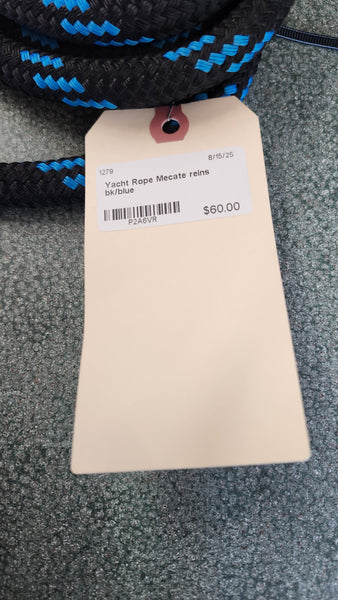 1279 8/15/25
Yacht Rope Mecate reins
bk/blue
P2A6VR $60.00